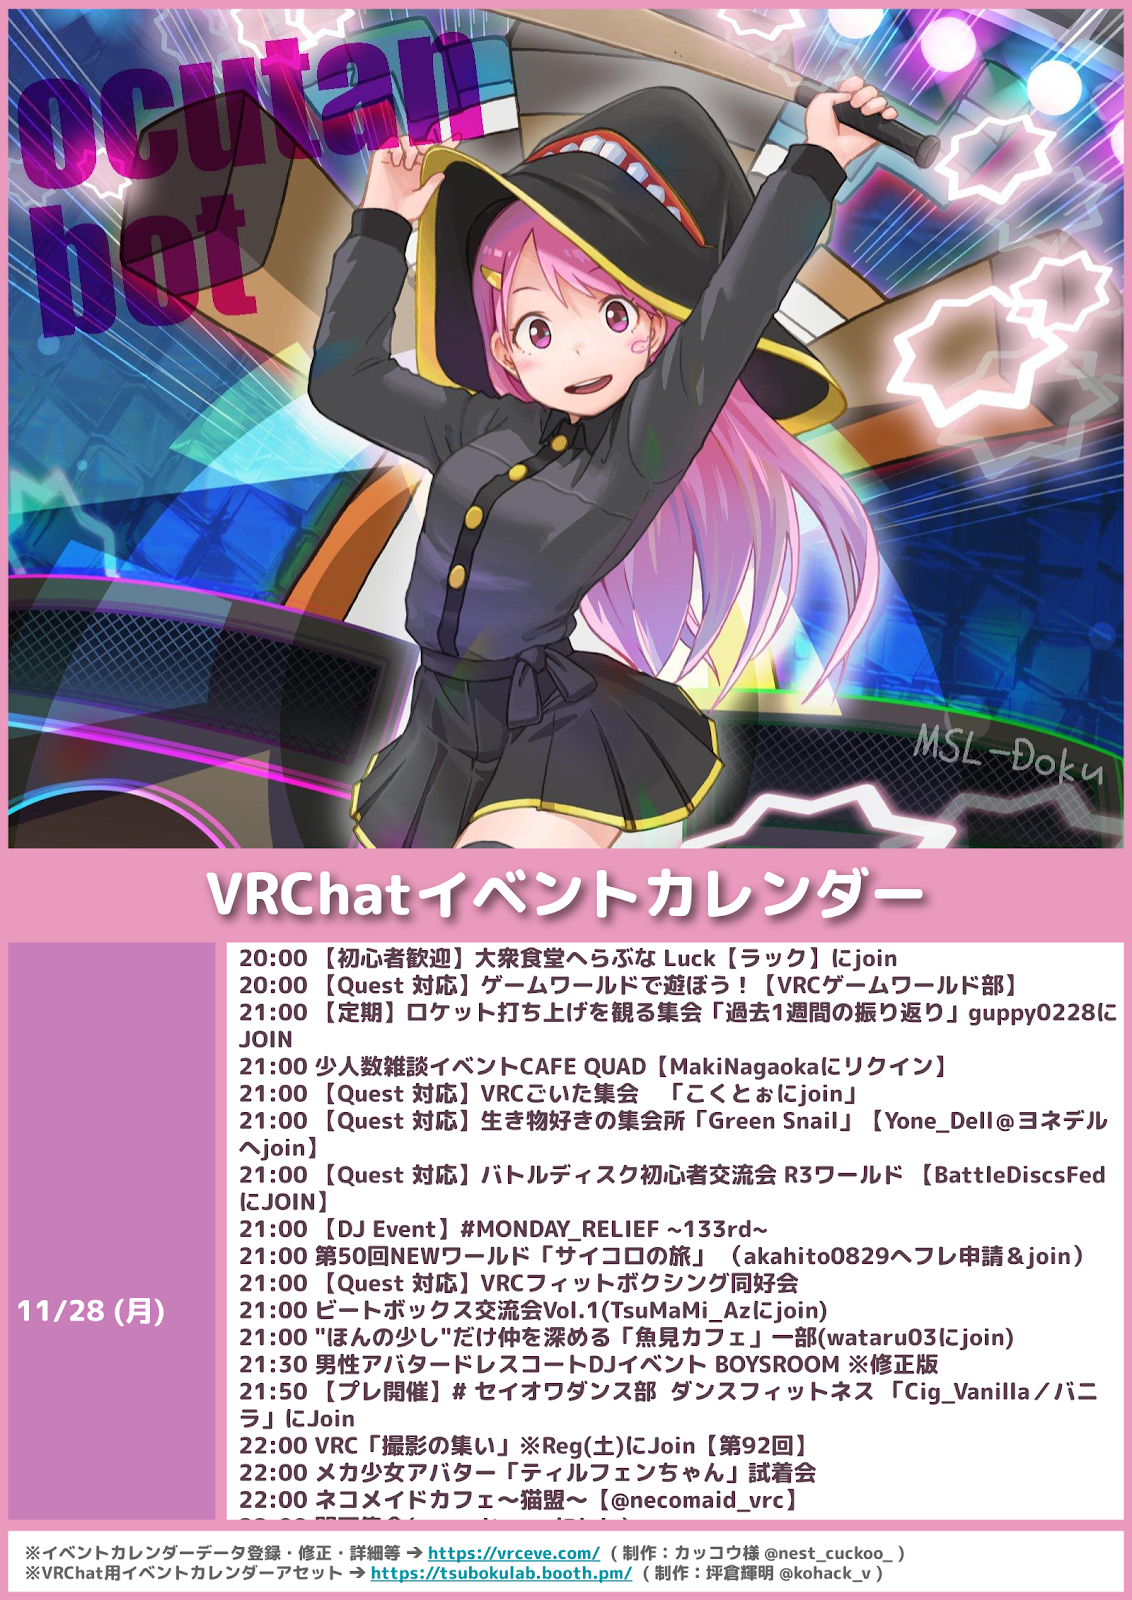 ocutan
bot
MSL-Doku
VRChatイベントカレンダー
11/28 (月)
20:00 【初心者歓迎】大衆食堂へらぶな Luck【ラック】にjoin
20:00 【Quest 対応】ゲームワールドで遊ぼう！【VRCゲームワールド部】
21:00 【定期】ロケット打ち上げを観る集会「過去1週間の振り返り」guppy0228に
JOIN
21:00 少人数雑談イベントCAFE QUAD【MakiNagaokaにリクイン】
21:00 【Quest 対応】VRCごいた集会　「こくとぉにjoin」
21:00 【Quest 対応】生き物好きの集会所「Green Snail」【Yone_Dell＠ヨネデル
へjoin】
21:00 【Quest 対応】バトルディスク初心者交流会 R3ワールド 【BattleDiscsFed
にJOIN】
21:00 【DJ Event】#MONDAY_RELIEF ~133rd~
21:00 第50回NEWワールド「サイコロの旅」（akahito0829へフレ申請＆join）
21:00 【Quest 対応】VRCフィットボクシング同好会
21:00 ビートボックス交流会Vol.1(TsuMaMi_Azにjoin)
21:00 "ほんの少し"だけ仲を深める「魚見カフェ」一部(wataru03にjoin)
21:30 男性アバタードレスコートDJイベント BOYSROOM ※修正版
21:50 【プレ開催】# セイオワダンス部 ダンスフィットネス 「Cig_Vanilla／バニ
ラ」にJoin
22:00 VRC「撮影の集い」※Reg(土)にJoin【第92回】
22:00 メカ少女アバター「ティルフェンちゃん」試着会
22:00 ネコメイドカフェ〜猫盟〜【@necomaid_vrc】
※イベントカレンダーデータ登録・修正・詳細等 ➔ https://vrceve.com/ ( 制作：カッコウ様 @nest_cuckoo_ )
※VRChat用イベントカレンダーアセット ➔ https://tsubokulab.booth.pm/ ( 制作：坪倉輝明 @kohack_v )